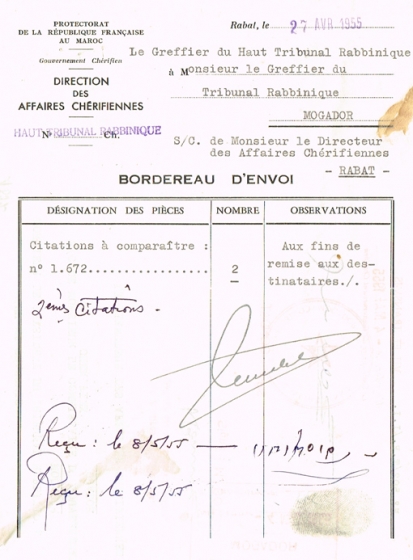 PROTECTORAT
DE LA RÉPUBLIQUE FRANÇAISE
AU MAROC
Gouvernement Chérifien
DIRECTION
DES
AFFAIRES CHÉRIFIENNES
HAUT TRIBUNAL RABBINIQUE
N° Ch.
Rabat, le 27 AVR 1955
Le Greffier du Haut Tribunal Rabbinique
à Monsieur le Greffier du
Tribunal Rabbinique
MOGADOR
S/C. de Monsieur le Directeur
des Affaires Chérifiennes
- RABAT -
BORDEREAU D'ENVOI
DÉSIGNATION DES PIÈCES NOMBRE OBSERVATIONS
Citations à comparaître :
n° 1.672.................. 2
Aux fins de
remise aux des-
tinataires./.
2èmes Citations -
Reçu : le 8/5/55
Reçu : le 8/5/55